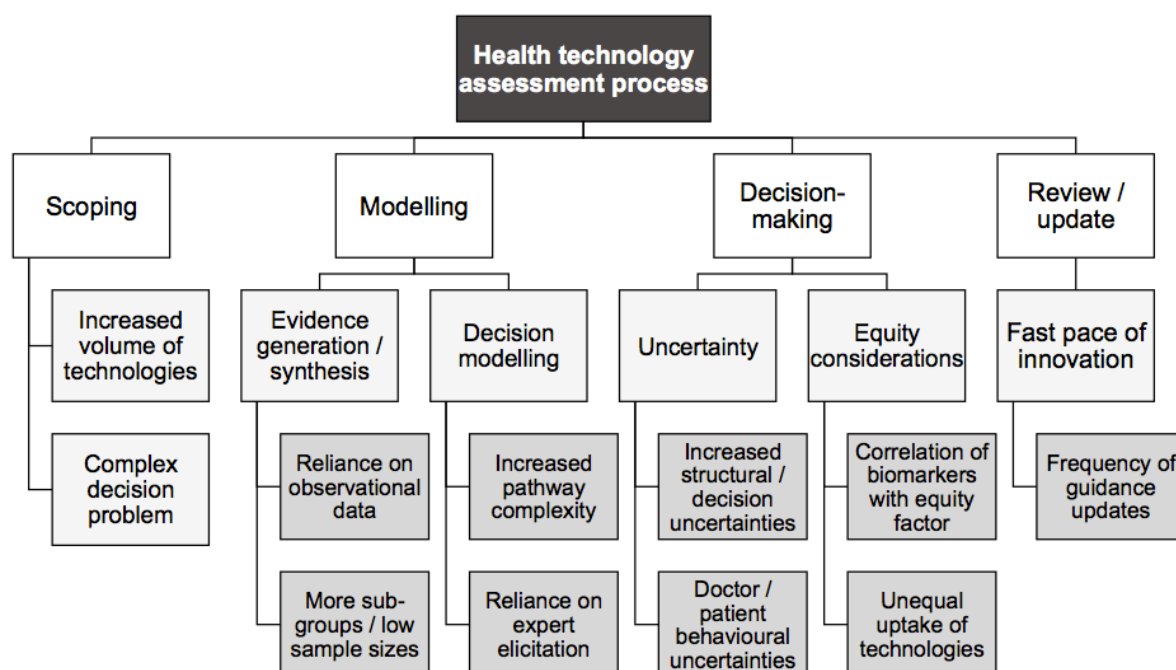 Health technology
assessment process
Scoping
Modelling
Decision-
making
Review /
update
Increased
volume of
technologies
Evidence
generation /
synthesis
Decision
modelling
Uncertainty
Equity
considerations
Fast pace of
innovation
Complex
decision
problem
Reliance on
observational
data
Increased
pathway
complexity
Increased
structural /
decision
uncertainties
Correlation of
biomarkers
with equity
factor
Frequency of
guidance
updates
More sub-
groups / low
sample sizes
Reliance on
expert
elicitation
Doctor /
patient
behavioural
uncertainties
Unequal
uptake of
technologies